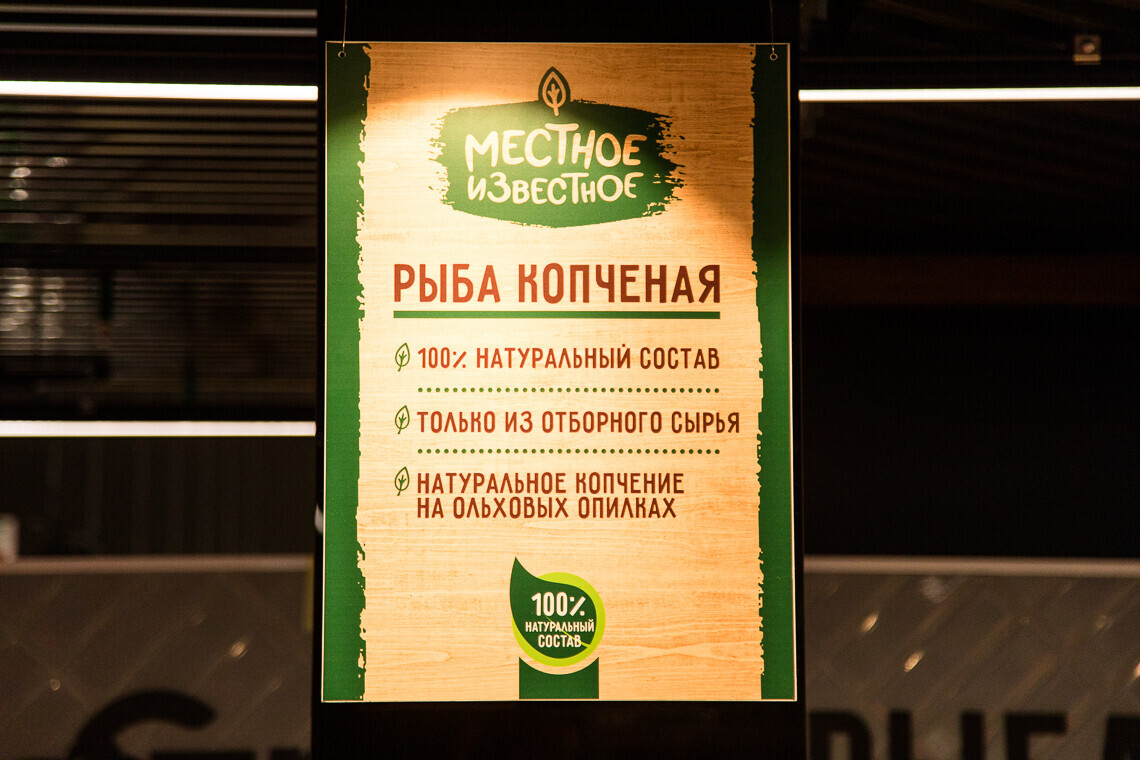 МЕСТНОЕ
ИЗВЕСТНОЕ
РЫБА КОПЧЕНАЯ
100% НАТУРАЛЬНЫЙ СОСТАВ
ТОЛЬКО ИЗ ОТБОРНОГО СЫРЬЯ
НАТУРАЛЬНОЕ КОПЧЕНИЕ
НА ОЛЬХОВЫХ ОПИЛКАХ
100%
НАТУРАЛЬНЫЙ
СОСТАВ